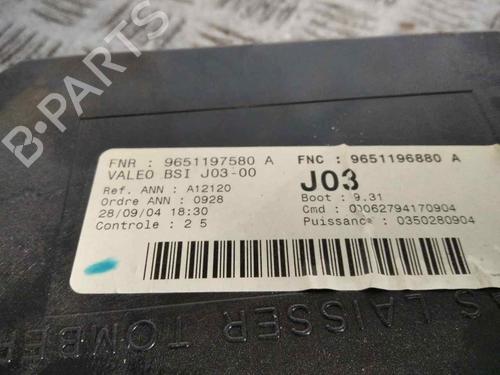 FNR : 9651197580 A
FNC : 9651196880 A
VALEO BSI J03-00
J03
Ref. ANN : A12120
Boot : 9.31
Ordre ANN : 0928
Cmd : 00062794170904
28/09/04 18:30
Puissance : 0350280904
Controle : 2 5
LAISSER TOMBER
B-PARTS